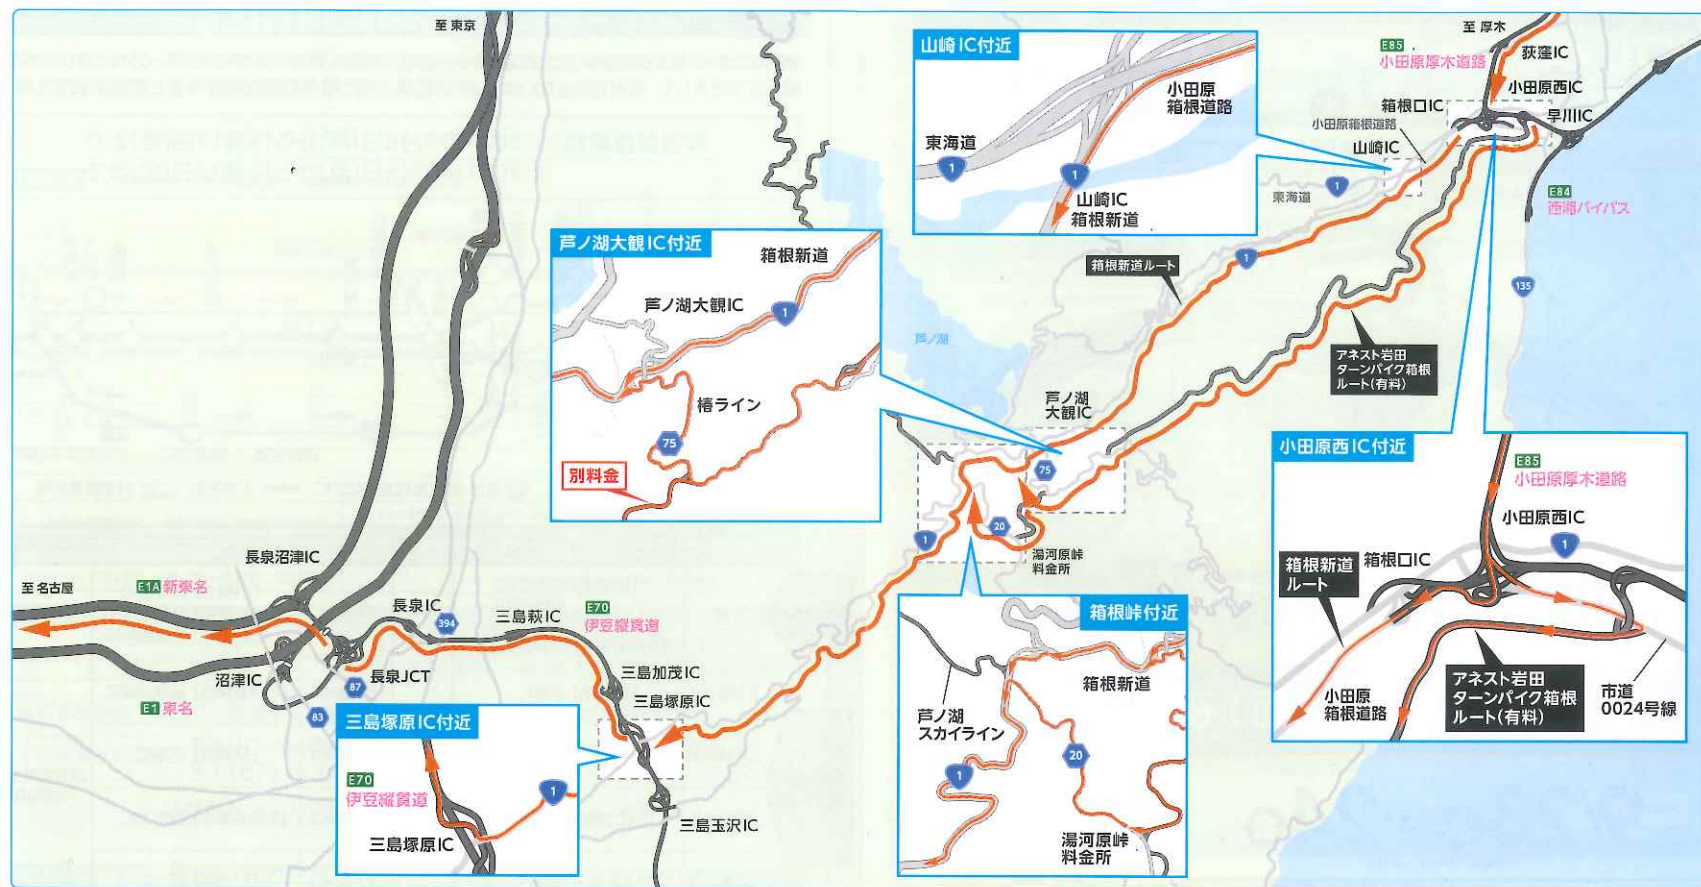 至 東京
至 厚木
E85
小田原厚木道路
荻窪IC
小田原西IC
箱根口IC
早川IC
小田原箱根道路
山崎IC
東海道
1
E84
西湘バイパス
135
山崎IC付近
小田原
箱根道路
東海道
1
1
山崎IC
箱根新道
箱根新道ルート
1
アネスト岩田
ターンパイク箱根
ルート(有料)
芦ノ湖
芦ノ湖
大観IC
75
20
1
湯河原峠
料金所
芦ノ湖大観IC付近
箱根新道
芦ノ湖大観IC
1
椿ライン
75
別料金
小田原西IC付近
E85
小田原厚木道路
小田原西IC
1
箱根口IC
箱根新道
ルート
小田原
箱根道路
アネスト岩田
ターンパイク箱根
ルート(有料)
市道
0024号線
箱根峠付近
箱根新道
芦ノ湖
スカイライン
20
1
湯河原峠
料金所
長泉沼津IC
至 名古屋
E1A 新東名
長泉IC
394
三島萩IC
E70
伊豆縦貫道
三島加茂IC
三島塚原IC
沼津IC
長泉JCT
87
E1 東名
83
三島玉沢IC
三島塚原IC付近
E70
伊豆縦貫道
1
三島塚原IC